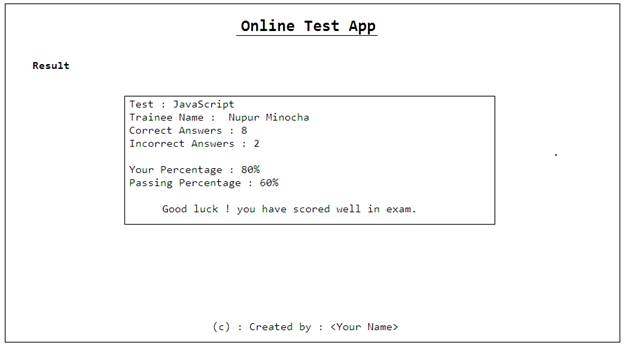 Online Test App
Result
Test : JavaScript
Trainee Name :  Nupur Minocha
Correct Answers : 8
Incorrect Answers : 2
Your Percentage : 80%
Passing Percentage : 60%
Good luck ! you have scored well in exam.
(c) : Created by : <Your Name>